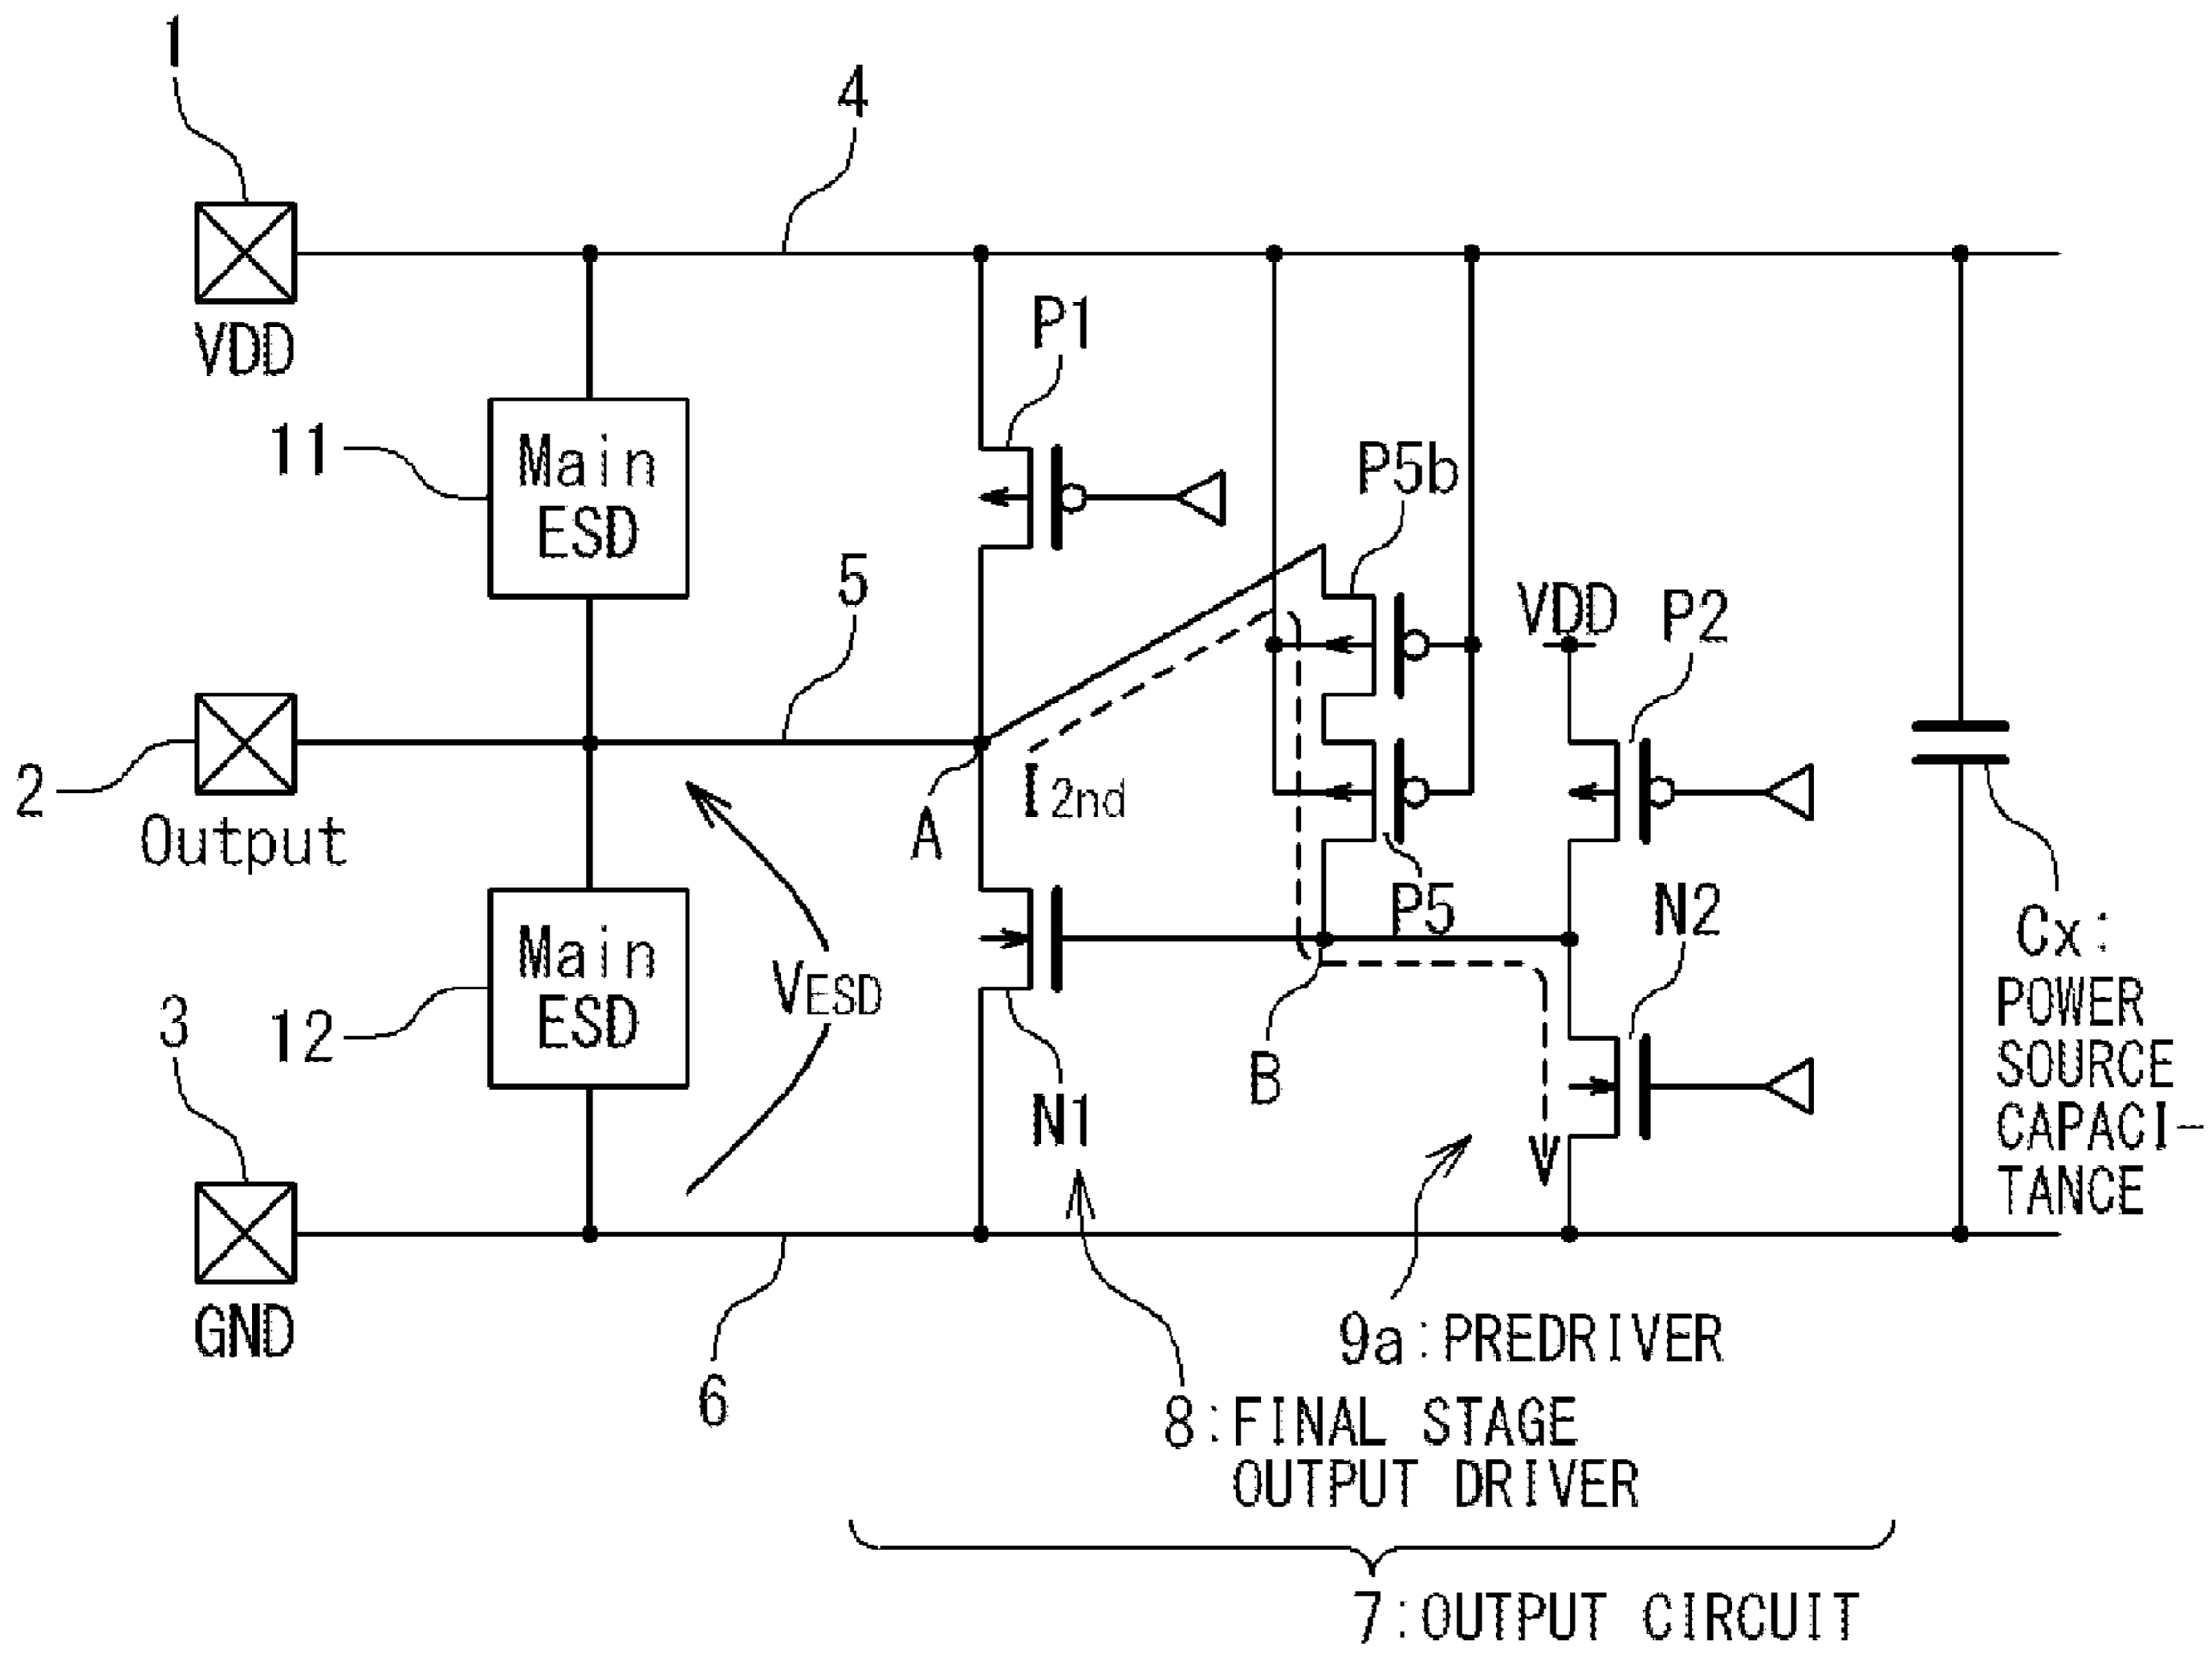 1
4
VDD
P1
11
Main
ESD
P5b
5
VDD
P2
2
Output
A
I2nd
P5
N2
Cx:
POWER
SOURCE
CAPACI-
TANCE
3
12
Main
ESD
VESD
B
N1
GND
6
9a:PREDRIVER
8:FINAL STAGE
OUTPUT DRIVER
7:OUTPUT CIRCUIT